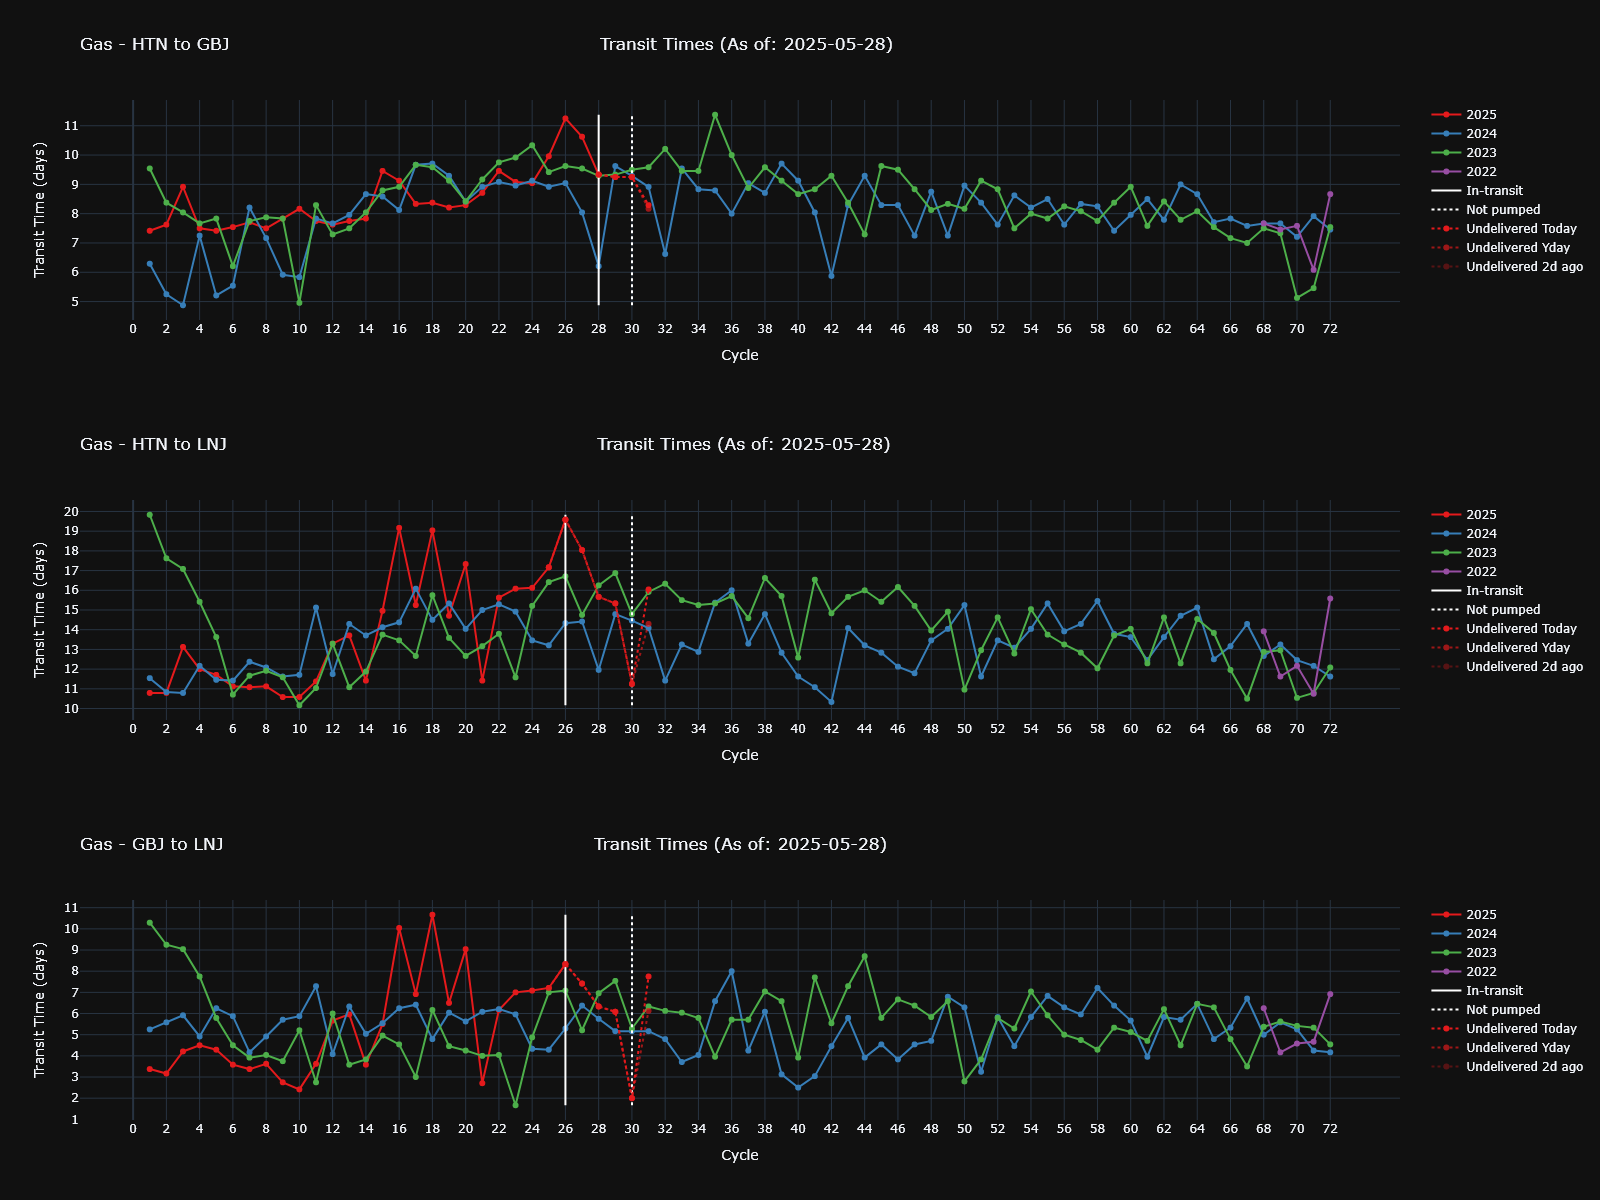 Gas - HTN to GBJ
Transit Times (As of: 2025-05-28)
Transit Time (days)
11
10
9
8
7
6
5
0 2 4 6 8 10 12 14 16 18 20 22 24 26 28 30 32 34 36 38 40 42 44 46 48 50 52 54 56 58 60 62 64 66 68 70 72
Cycle
2025
2024
2023
2022
In-transit
Not pumped
Undelivered Today
Undelivered Yday
Undelivered 2d ago
Gas - HTN to LNJ
Transit Times (As of: 2025-05-28)
Transit Time (days)
20
19
18
17
16
15
14
13
12
11
10
0 2 4 6 8 10 12 14 16 18 20 22 24 26 28 30 32 34 36 38 40 42 44 46 48 50 52 54 56 58 60 62 64 66 68 70 72
Cycle
2025
2024
2023
2022
In-transit
Not pumped
Undelivered Today
Undelivered Yday
Undelivered 2d ago
Gas - GBJ to LNJ
Transit Times (As of: 2025-05-28)
Transit Time (days)
11
10
9
8
7
6
5
4
3
2
1
0 2 4 6 8 10 12 14 16 18 20 22 24 26 28 30 32 34 36 38 40 42 44 46 48 50 52 54 56 58 60 62 64 66 68 70 72
Cycle
2025
2024
2023
2022
In-transit
Not pumped
Undelivered Today
Undelivered Yday
Undelivered 2d ago